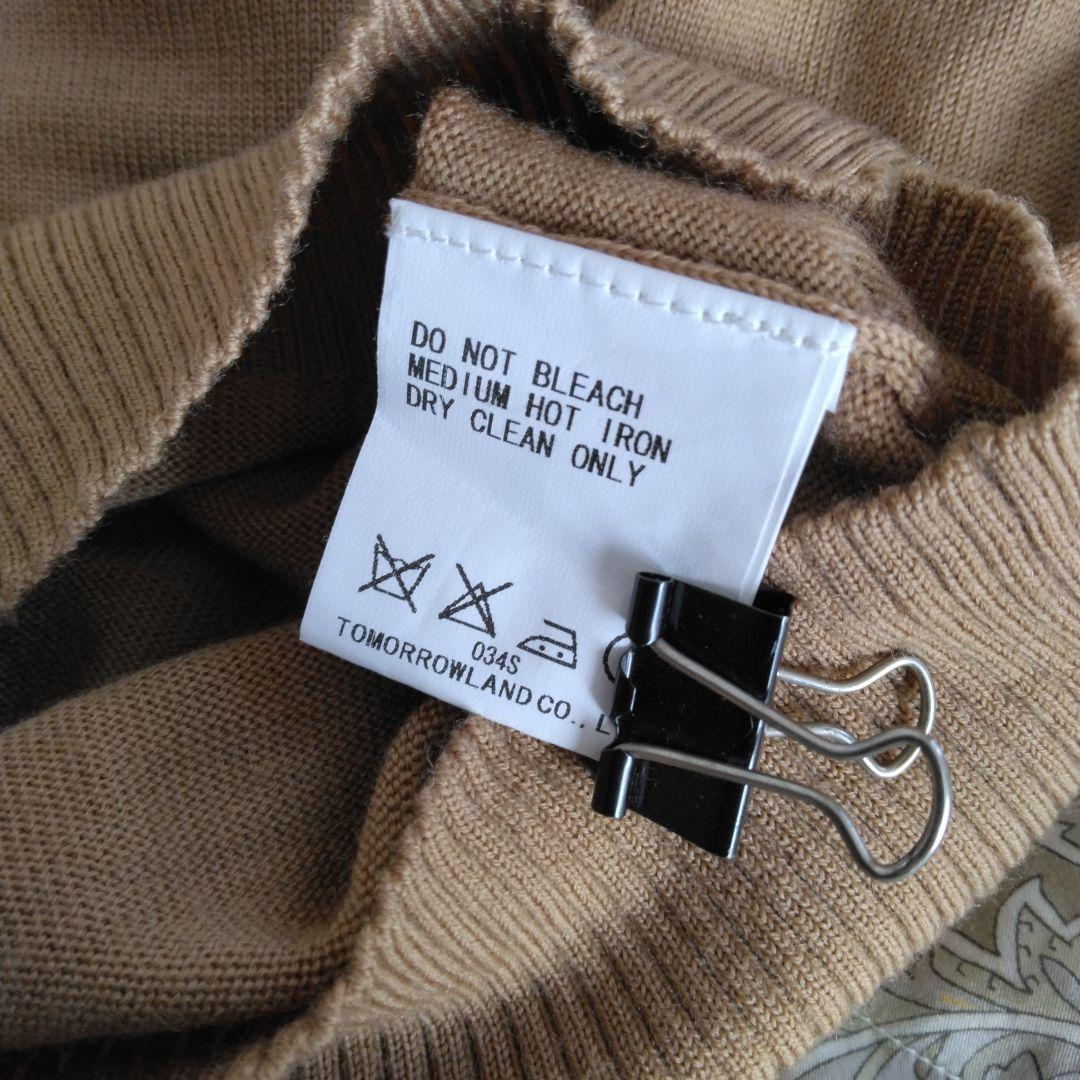 DO NOT BLEACH
MEDIUM HOT IRON
DRY CLEAN ONLY
034S
TOMORROWLAND CO., L